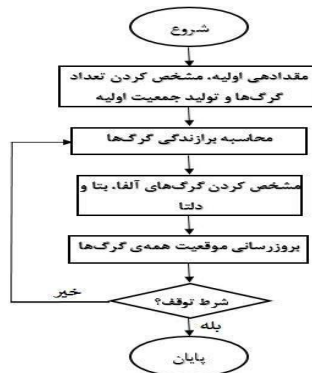 شروع
مقداردهی اولیه، مشخص کردن تعداد
گرگ‌ها و تولید جمعیت اولیه
محاسبه برازندگی گرگ‌ها
مشخص کردن گرگ‌های آلفا، بتا و
دلتا
بروزرسانی موقعیت همه‌ی گرگ‌ها
خیر
شرط توقف؟
بله
پایان